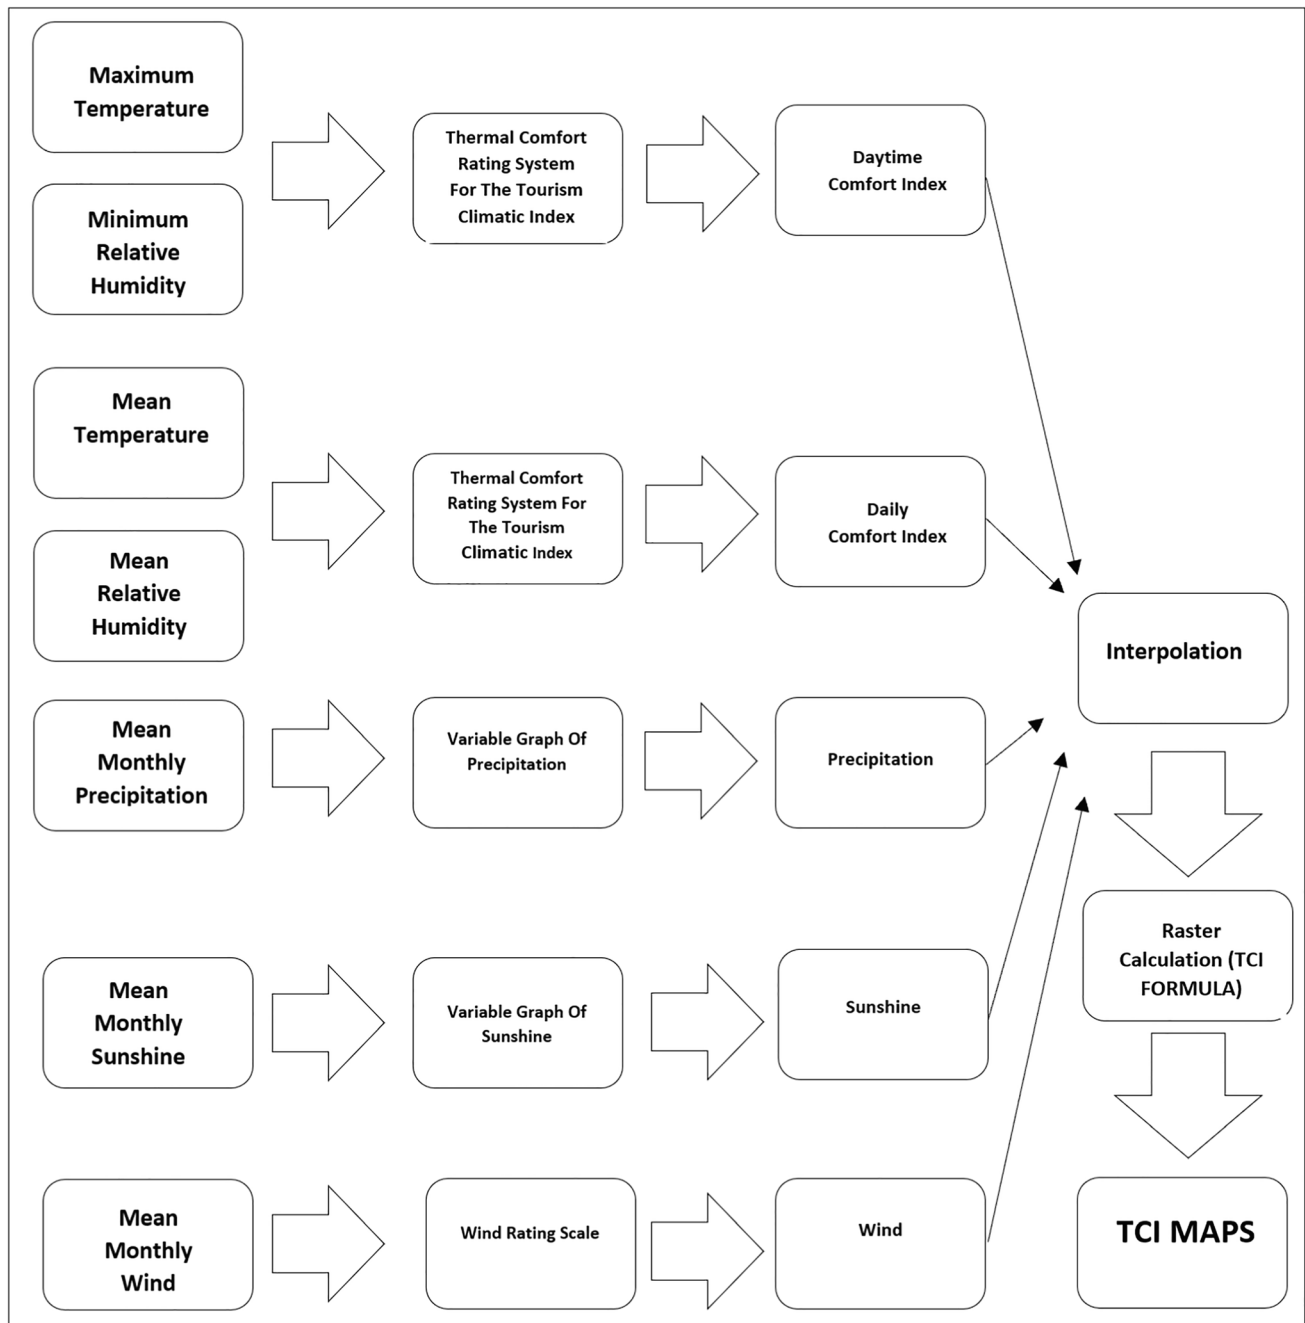 Maximum
Temperature
Minimum
Relative
Humidity
Thermal Comfort
Rating System
For The Tourism
Climatic Index
Daytime
Comfort Index
Mean
Temperature
Mean
Relative
Humidity
Thermal Comfort
Rating System For
The Tourism
Climatic Index
Daily
Comfort Index
Mean
Monthly
Precipitation
Variable Graph Of
Precipitation
Precipitation
Mean
Monthly
Sunshine
Variable Graph Of
Sunshine
Sunshine
Mean
Monthly
Wind
Wind Rating Scale
Wind
Interpolation
Raster
Calculation (TCI
FORMULA)
TCI MAPS